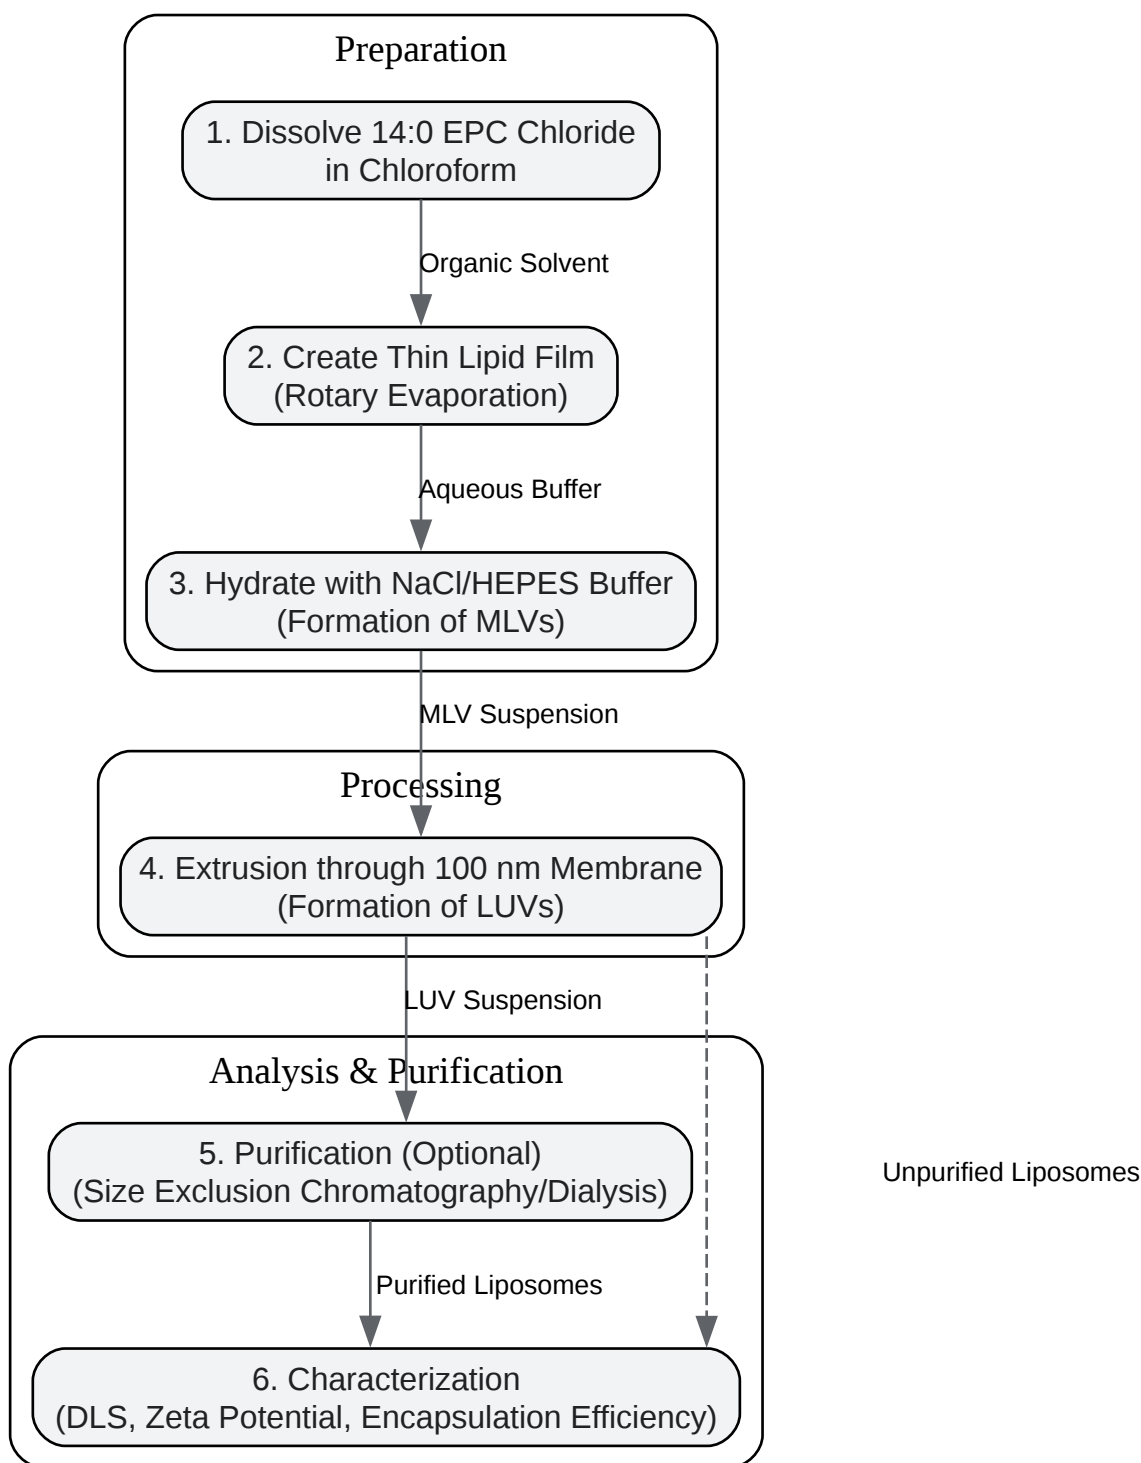 Preparation
1. Dissolve 14:0 EPC Chloride
in Chloroform
Organic Solvent
2. Create Thin Lipid Film
(Rotary Evaporation)
Aqueous Buffer
3. Hydrate with NaCl/HEPES Buffer
(Formation of MLVs)
MLV Suspension
Processing
4. Extrusion through 100 nm Membrane
(Formation of LUVs)
LUV Suspension
Analysis & Purification
5. Purification (Optional)
(Size Exclusion Chromatography/Dialysis)
Unpurified Liposomes
Purified Liposomes
6. Characterization
(DLS, Zeta Potential, Encapsulation Efficiency)